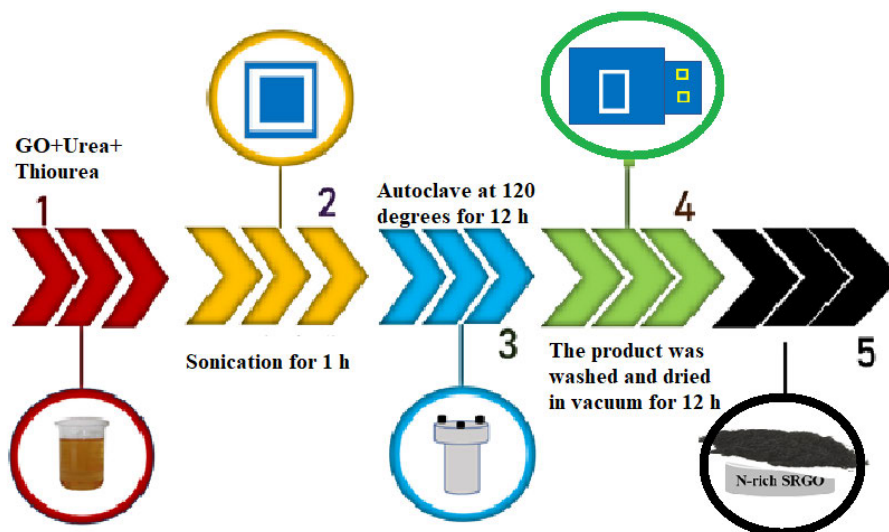 GO+Urea+
Thiourea
1
2
Sonication for 1 h
Autoclave at 120
degrees for 12 h
3
4
The product was
washed and dried
in vacuum for 12 h
5
N-rich SRGO